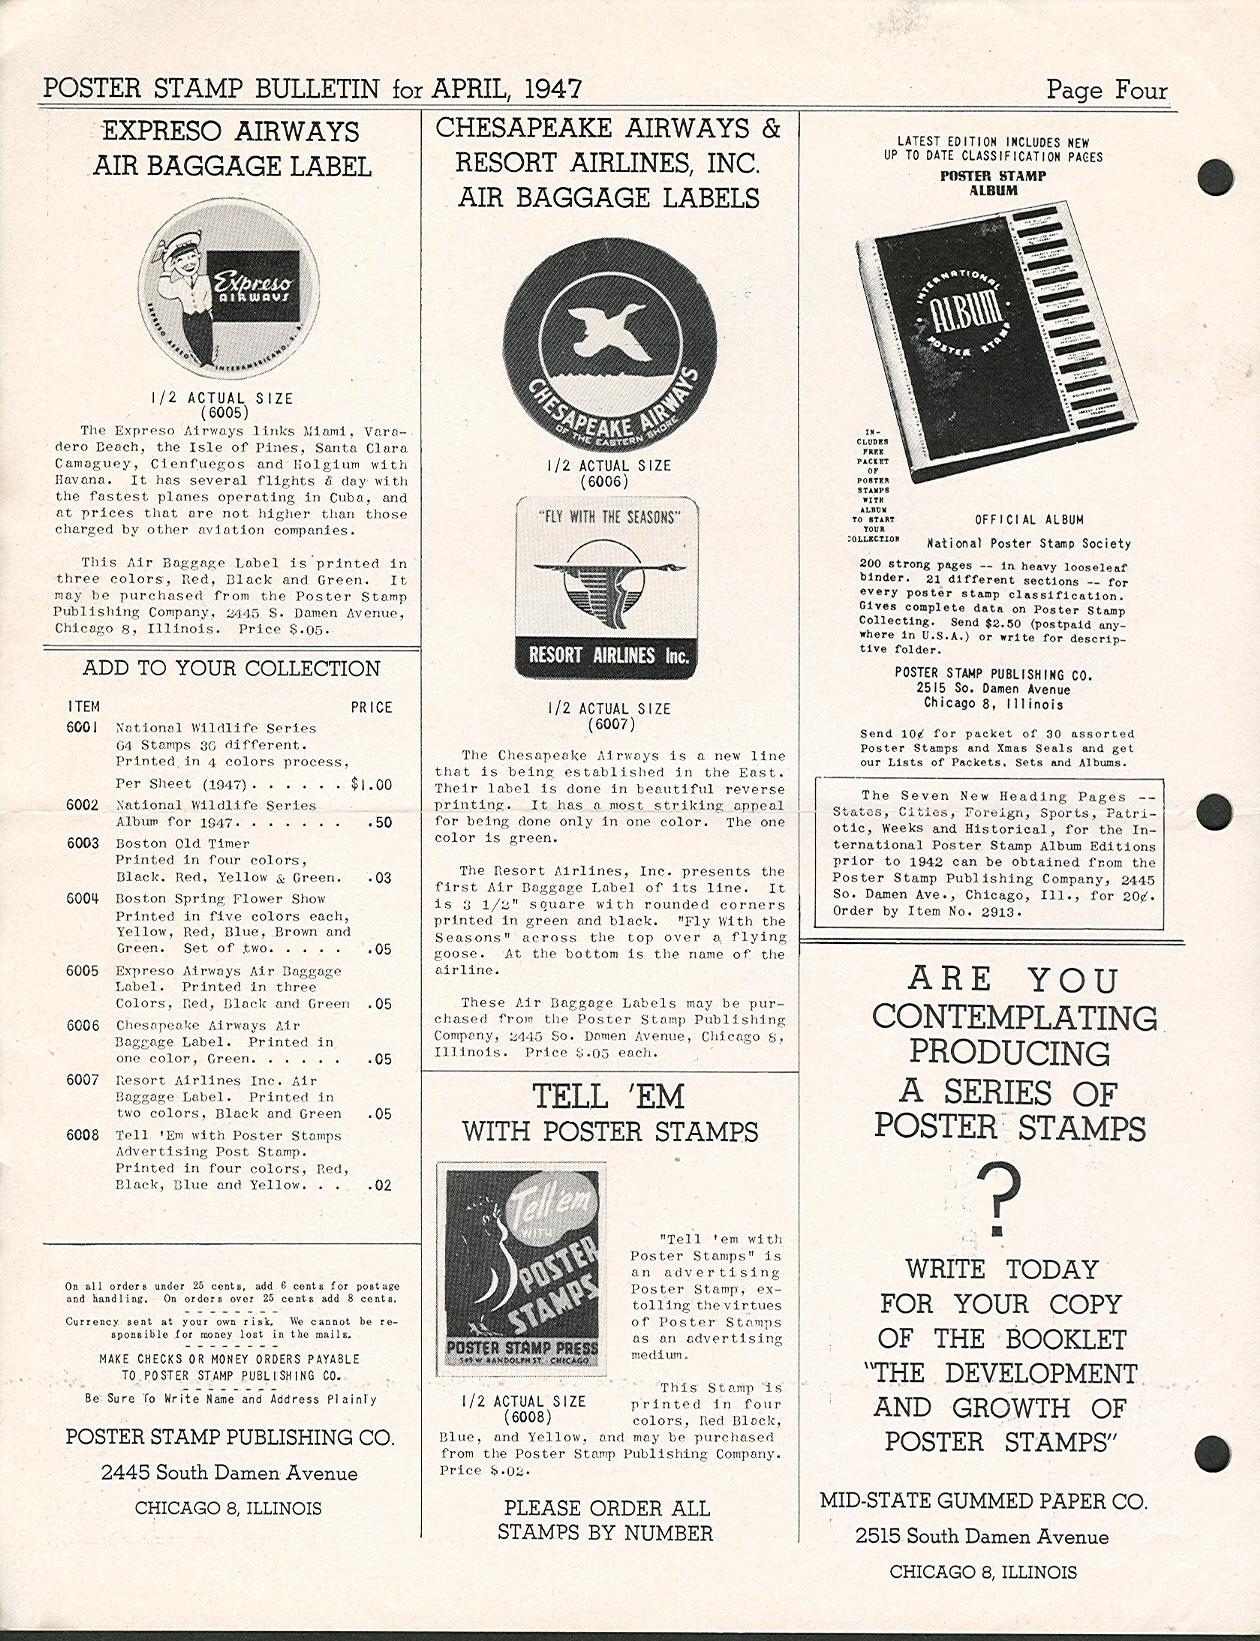 POSTER STAMP BULLETIN for APRIL, 1947
Page Four
EXPRESO AIRWAYS
AIR BAGGAGE LABEL
Expreso
AIRWAYS
EXPRESO AEREO INTERAMERICANO, S. A.
1/2 ACTUAL SIZE
(6005)
The Expreso Airways links Miami, Vara-
dero Beach, the Isle of Pines, Santa Clara
Camaguey, Cienfuegos and Holgium with
Havana. It has several flights & day with
the fastest planes operating in Cuba, and
at prices that are not higher than those
charged by other aviation companies.
This Air Baggage Label is printed in
three colors, Red, Black and Green. It
may be purchased from the Poster Stamp
Publishing Company, 2445 S. Damen Avenue,
Chicago 8, Illinois. Price $.05.
ADD TO YOUR COLLECTION
ITEM PRICE
6001 National Wildlife Series
64 Stamps 36 different.
Printed in 4 colors process,
Per Sheet (1947) . . . . . . $1.00
6002 National Wildlife Series
Album for 1947. . . . . . . .50
6003 Boston Old Timer
Printed in four colors,
Black. Red, Yellow & Green. .03
6004 Boston Spring Flower Show
Printed in five colors each,
Yellow, Red, Blue, Brown and
Green. Set of two. . . . . .05
6005 Expreso Airways Air Baggage
Label. Printed in three
Colors, Red, Black and Green .05
6006 Chesapeake Airways Air
Baggage Label. Printed in
one color, Green. . . . . . .05
6007 Resort Airlines Inc. Air
Baggage Label. Printed in
two colors, Black and Green .05
6008 Tell 'Em with Poster Stamps
Advertising Post Stamp.
Printed in four colors, Red,
Black, Blue and Yellow. . . .02
On all orders under 25 cents, add 6 cents for postage
and handling. On orders over 25 cents add 8 cents.
Currency sent at your own risk. We cannot be re-
sponsible for money lost in the mails.
MAKE CHECKS OR MONEY ORDERS PAYABLE
TO POSTER STAMP PUBLISHING CO.
Be Sure To Write Name and Address Plainly
POSTER STAMP PUBLISHING CO.
2445 South Damen Avenue
CHICAGO 8, ILLINOIS
CHESAPEAKE AIRWAYS &
RESORT AIRLINES, INC.
AIR BAGGAGE LABELS
CHESAPEAKE AIRWAYS
OF THE EASTERN SHORE
1/2 ACTUAL SIZE
(6006)
"FLY WITH THE SEASONS"
RESORT AIRLINES Inc.
1/2 ACTUAL SIZE
(6007)
The Chesapeake Airways is a new line
that is being established in the East.
Their label is done in beautiful reverse
printing. It has a most striking appeal
for being done only in one color. The one
color is green.
The Resort Airlines, Inc. presents the
first Air Baggage Label of its line. It
is 3 1/2" square with rounded corners
printed in green and black. "Fly With the
Seasons" across the top over a flying
goose. At the bottom is the name of the
airline.
These Air Baggage Labels may be pur-
chased from the Poster Stamp Publishing
Company, 2445 So. Damen Avenue, Chicago 8,
Illinois. Price $.05 each.
TELL 'EM
WITH POSTER STAMPS
Tell 'em
WITH
POSTER
STAMPS
POSTER STAMP PRESS
549 W RANDOLPH ST. · CHICAGO
1/2 ACTUAL SIZE
(6008)
"Tell 'em with
Poster Stamps" is
an advertising
Poster Stamp, ex-
tolling the virtues
of Poster Stamps
as an advertising
medium.
This Stamp is
printed in four
colors, Red Black,
Blue, and Yellow, and may be purchased
from the Poster Stamp Publishing Company.
Price $.02.
PLEASE ORDER ALL
STAMPS BY NUMBER
LATEST EDITION INCLUDES NEW
UP TO DATE CLASSIFICATION PAGES
POSTER STAMP
ALBUM
INTERNATIONAL
ALBUM
POSTER STAMP
IN-
CLUDES
FREE
PACKET
OF
POSTER
STAMPS
WITH
ALBUM
TO START
YOUR
COLLECTION
OFFICIAL ALBUM
National Poster Stamp Society
200 strong pages -- in heavy looseleaf
binder. 21 different sections -- for
every poster stamp classification.
Gives complete data on Poster Stamp
Collecting. Send $2.50 (postpaid any-
where in U.S.A.) or write for descrip-
tive folder.
POSTER STAMP PUBLISHING CO.
2515 So. Damen Avenue
Chicago 8, Illinois
Send 10¢ for packet of 30 assorted
Poster Stamps and Xmas Seals and get
our Lists of Packets, Sets and Albums.
The Seven New Heading Pages --
States, Cities, Foreign, Sports, Patri-
otic, Weeks and Historical, for the In-
ternational Poster Stamp Album Editions
prior to 1942 can be obtained from the
Poster Stamp Publishing Company, 2445
So. Damen Ave., Chicago, Ill., for 20¢.
Order by Item No. 2913.
ARE YOU
CONTEMPLATING
PRODUCING
A SERIES OF
POSTER STAMPS
?
WRITE TODAY
FOR YOUR COPY
OF THE BOOKLET
"THE DEVELOPMENT
AND GROWTH OF
POSTER STAMPS"
MID-STATE GUMMED PAPER CO.
2515 South Damen Avenue
CHICAGO 8, ILLINOIS